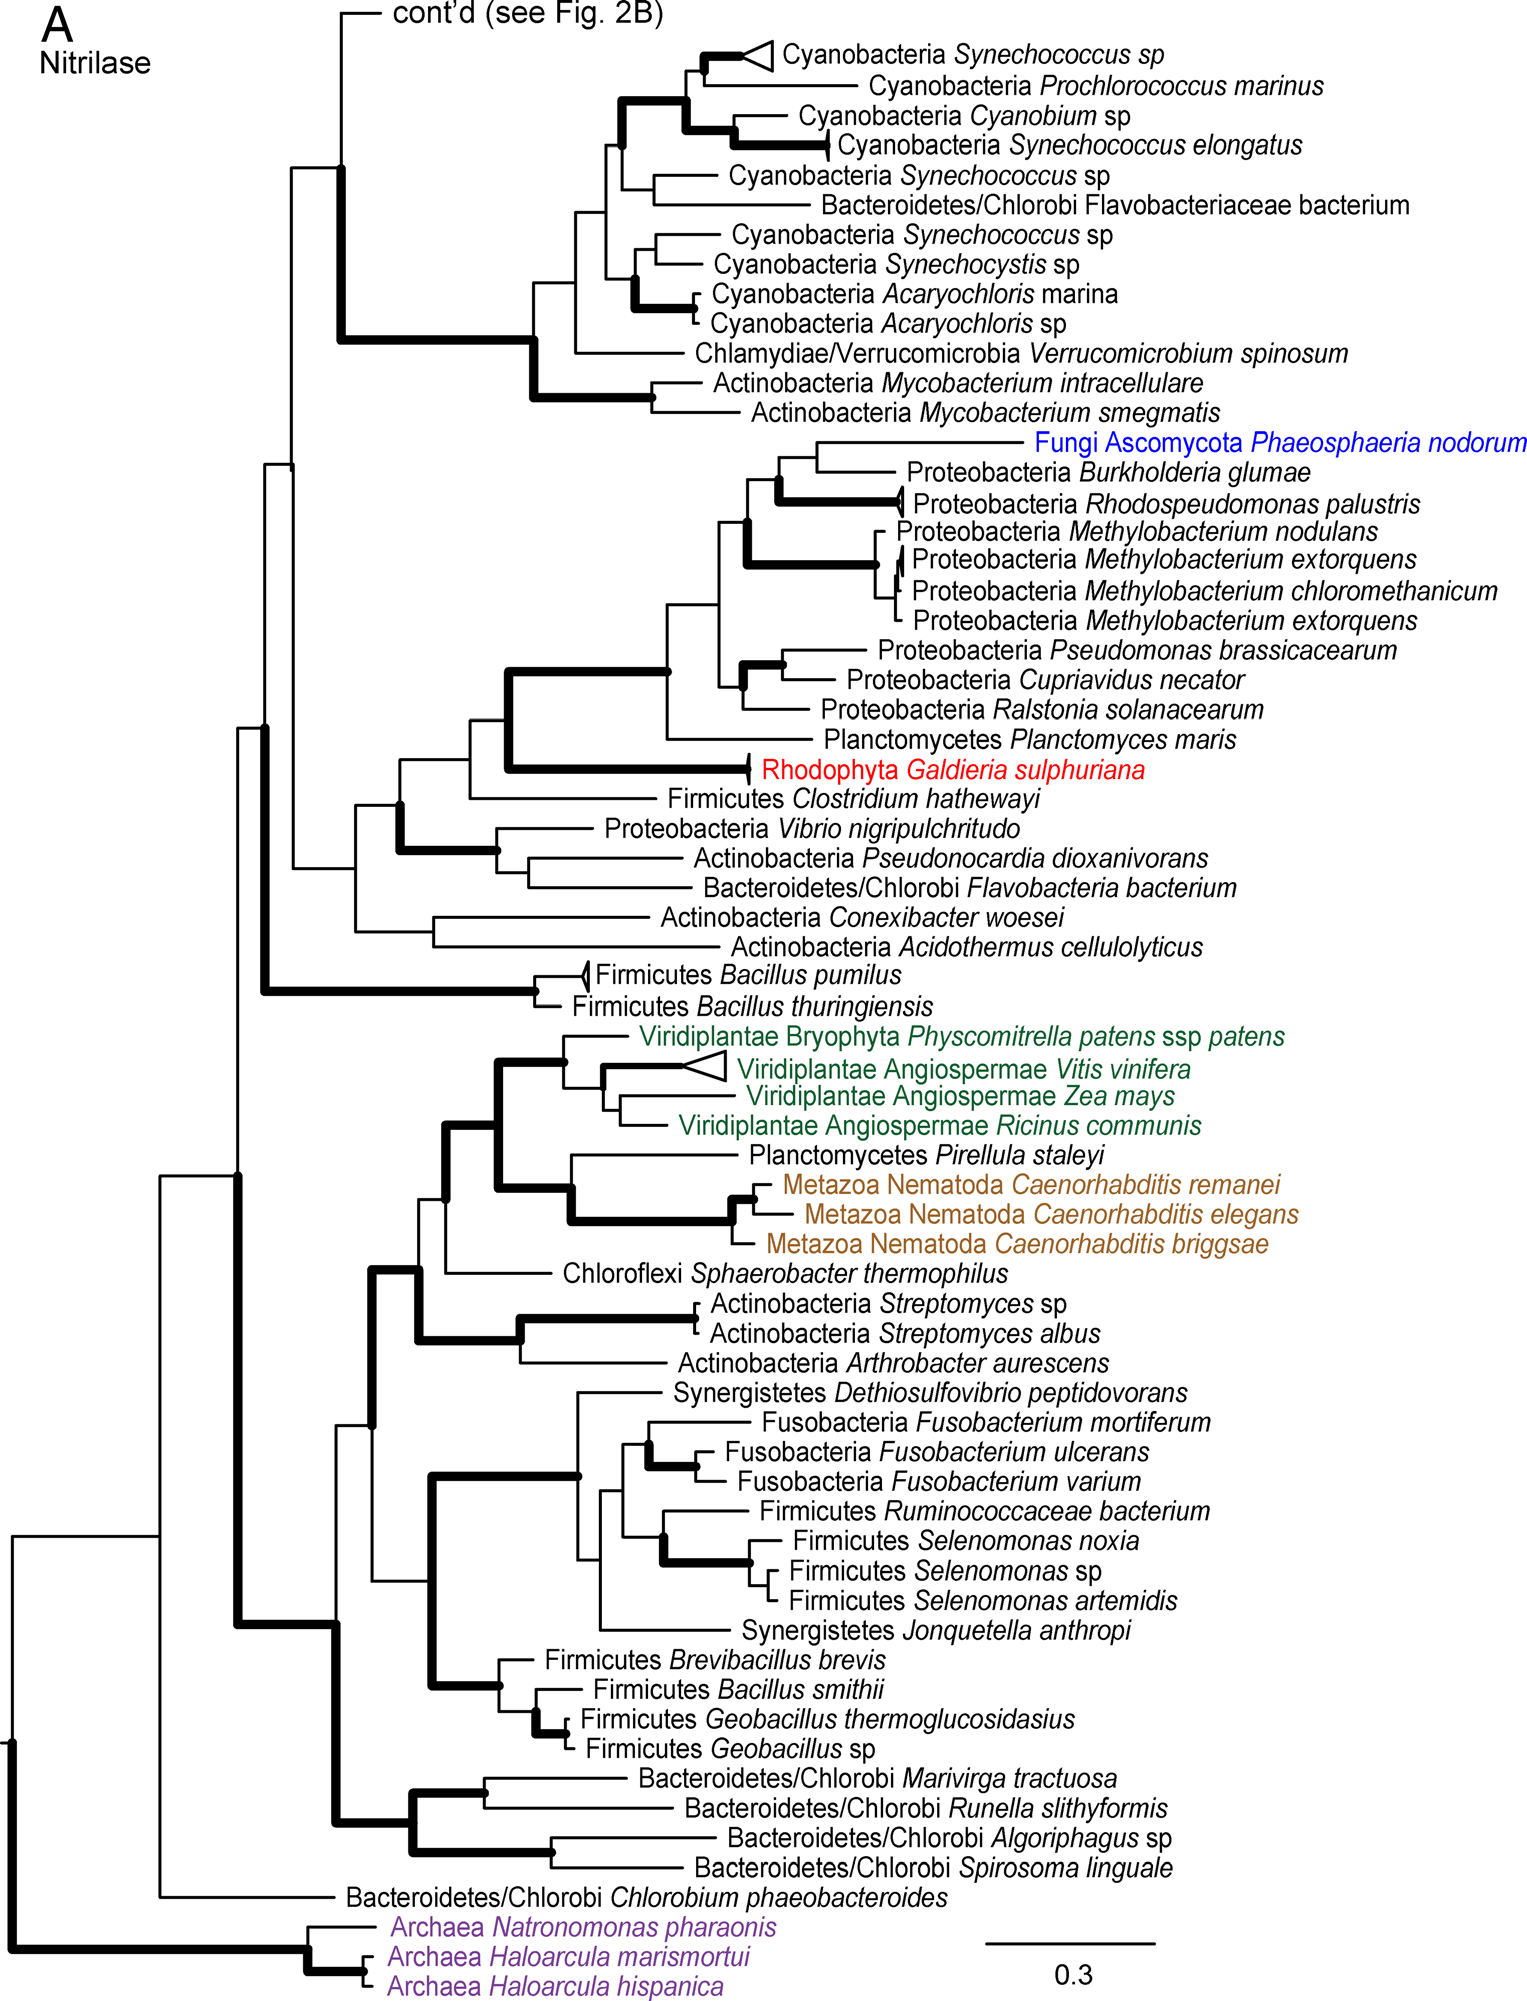 A
Nitrilase
cont'd (see Fig. 2B)
Cyanobacteria Synechococcus sp
Cyanobacteria Prochlorococcus marinus
Cyanobacteria Cyanobium sp
Cyanobacteria Synechococcus elongatus
Cyanobacteria Synechococcus sp
Bacteroidetes/Chlorobi Flavobacteriaceae bacterium
Cyanobacteria Synechococcus sp
Cyanobacteria Synechocystis sp
Cyanobacteria Acaryochloris marina
Cyanobacteria Acaryochloris sp
Chlamydiae/Verrucomicrobia Verrucomicrobium spinosum
Actinobacteria Mycobacterium intracellulare
Actinobacteria Mycobacterium smegmatis
Fungi Ascomycota Phaeosphaeria nodorum
Proteobacteria Burkholderia glumae
Proteobacteria Rhodospeudomonas palustris
Proteobacteria Methylobacterium nodulans
Proteobacteria Methylobacterium extorquens
Proteobacteria Methylobacterium chloromethanicum
Proteobacteria Methylobacterium extorquens
Proteobacteria Pseudomonas brassicacearum
Proteobacteria Cupriavidus necator
Proteobacteria Ralstonia solanacearum
Planctomycetes Planctomyces maris
Rhodophyta Galdieria sulphuriana
Firmicutes Clostridium hathewayi
Proteobacteria Vibrio nigripulchritudo
Actinobacteria Pseudonocardia dioxanivorans
Bacteroidetes/Chlorobi Flavobacteria bacterium
Actinobacteria Conexibacter woesei
Actinobacteria Acidothermus cellulolyticus
Firmicutes Bacillus pumilus
Firmicutes Bacillus thuringiensis
Viridiplantae Bryophyta Physcomitrella patens ssp patens
Viridiplantae Angiospermae Vitis vinifera
Viridiplantae Angiospermae Zea mays
Viridiplantae Angiospermae Ricinus communis
Planctomycetes Pirellula staleyi
Metazoa Nematoda Caenorhabditis remanei
Metazoa Nematoda Caenorhabditis elegans
Metazoa Nematoda Caenorhabditis briggsae
Chloroflexi Sphaerobacter thermophilus
Actinobacteria Streptomyces sp
Actinobacteria Streptomyces albus
Actinobacteria Arthrobacter aurescens
Synergistetes Dethiosulfovibrio peptidovorans
Fusobacteria Fusobacterium mortiferum
Fusobacteria Fusobacterium ulcerans
Fusobacteria Fusobacterium varium
Firmicutes Ruminococcaceae bacterium
Firmicutes Selenomonas noxia
Firmicutes Selenomonas sp
Firmicutes Selenomonas artemidis
Synergistetes Jonquetella anthropi
Firmicutes Brevibacillus brevis
Firmicutes Bacillus smithii
Firmicutes Geobacillus thermoglucosidasius
Firmicutes Geobacillus sp
Bacteroidetes/Chlorobi Marivirga tractuosa
Bacteroidetes/Chlorobi Runella slithyformis
Bacteroidetes/Chlorobi Algoriphagus sp
Bacteroidetes/Chlorobi Spirosoma linguale
Bacteroidetes/Chlorobi Chlorobium phaeobacteroides
Archaea Natronomonas pharaonis
Archaea Haloarcula marismortui
Archaea Haloarcula hispanica
0.3